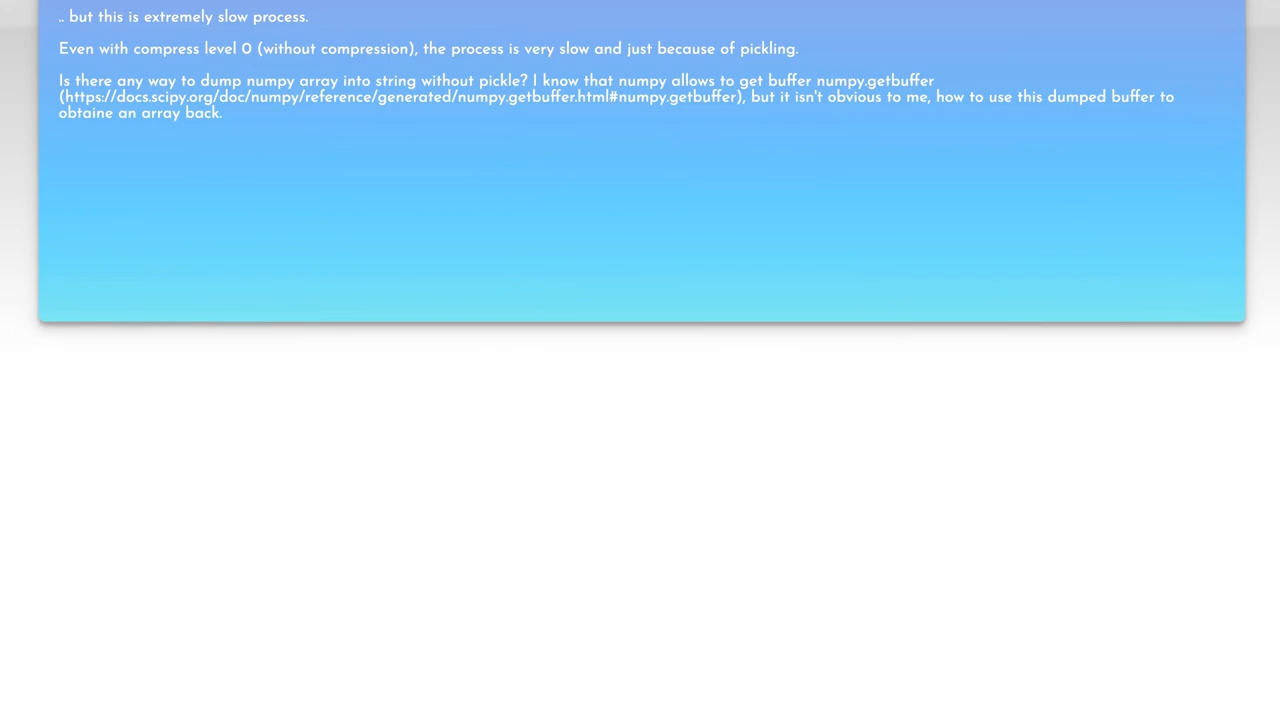 .. but this is extremely slow process.
Even with compress level 0 (without compression), the process is very slow and just because of pickling.
Is there any way to dump numpy array into string without pickle? I know that numpy allows to get buffer numpy.getbuffer
(https://docs.scipy.org/doc/numpy/reference/generated/numpy.getbuffer.html#numpy.getbuffer), but it isn't obvious to me, how to use this dumped buffer to
obtaine an array back.